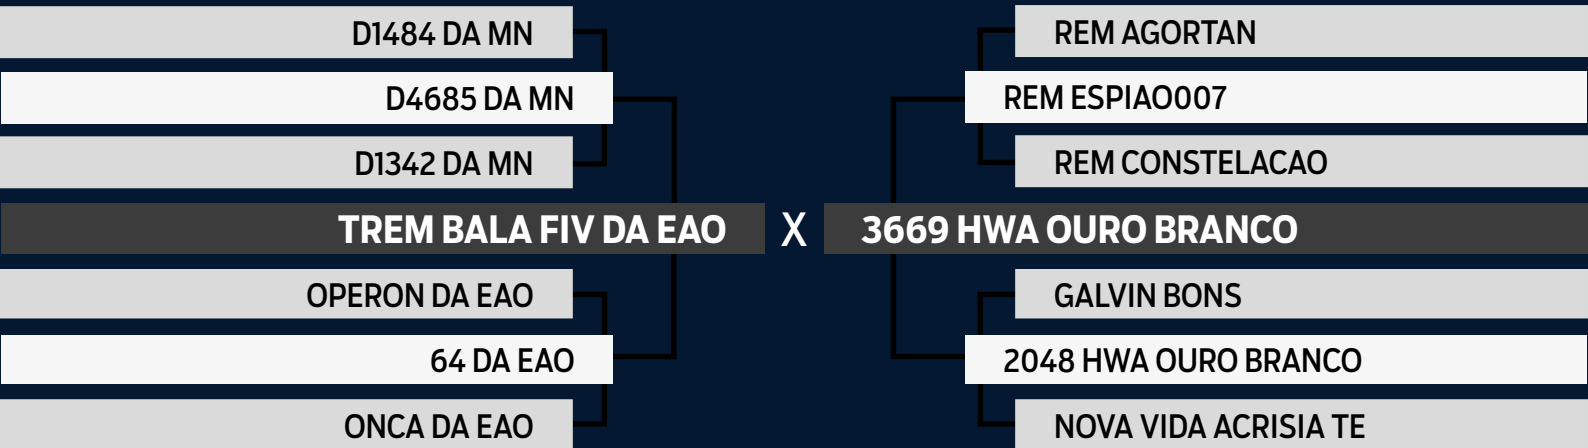 D1484 DA MN
REM AGORTAN
D4685 DA MN
REM ESPIAO007
D1342 DA MN
REM CONSTELACAO
TREM BALA FIV DA EAO X 3669 HWA OURO BRANCO
OPERON DA EAO
GALVIN BONS
64 DA EAO
2048 HWA OURO BRANCO
ONCA DA EAO
NOVA VIDA ACRISIA TE